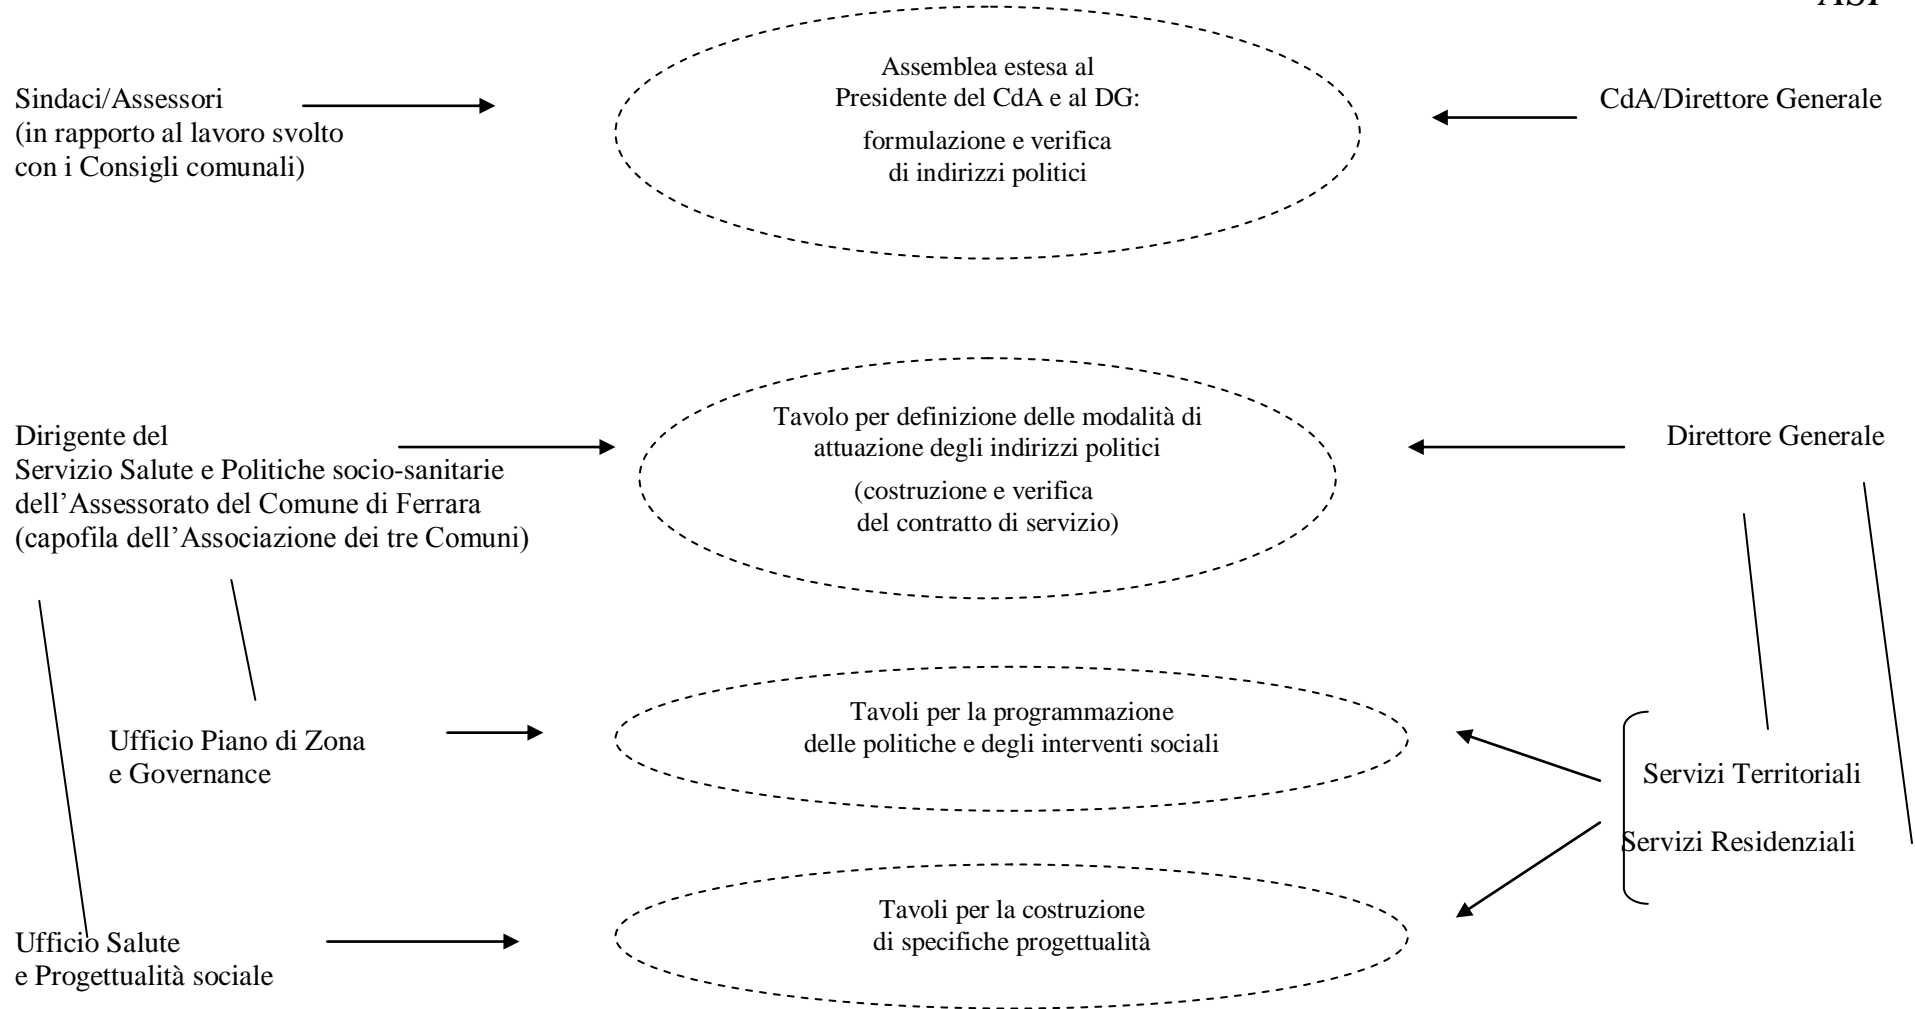 ASP
Sindaci/Assessori
(in rapporto al lavoro svolto
con i Consigli comunali)
Assemblea estesa al
Presidente del CdA e al DG:
formulazione e verifica
di indirizzi politici
CdA/Direttore Generale
Dirigente del
Servizio Salute e Politiche socio-sanitarie
dell’Assessorato del Comune di Ferrara
(capofila dell’Associazione dei tre Comuni)
Tavolo per definizione delle modalità di
attuazione degli indirizzi politici
(costruzione e verifica
del contratto di servizio)
Direttore Generale
Ufficio Piano di Zona
e Governance
Tavoli per la programmazione
delle politiche e degli interventi sociali
Servizi Territoriali
Servizi Residenziali
Ufficio Salute
e Progettualità sociale
Tavoli per la costruzione
di specifiche progettualità